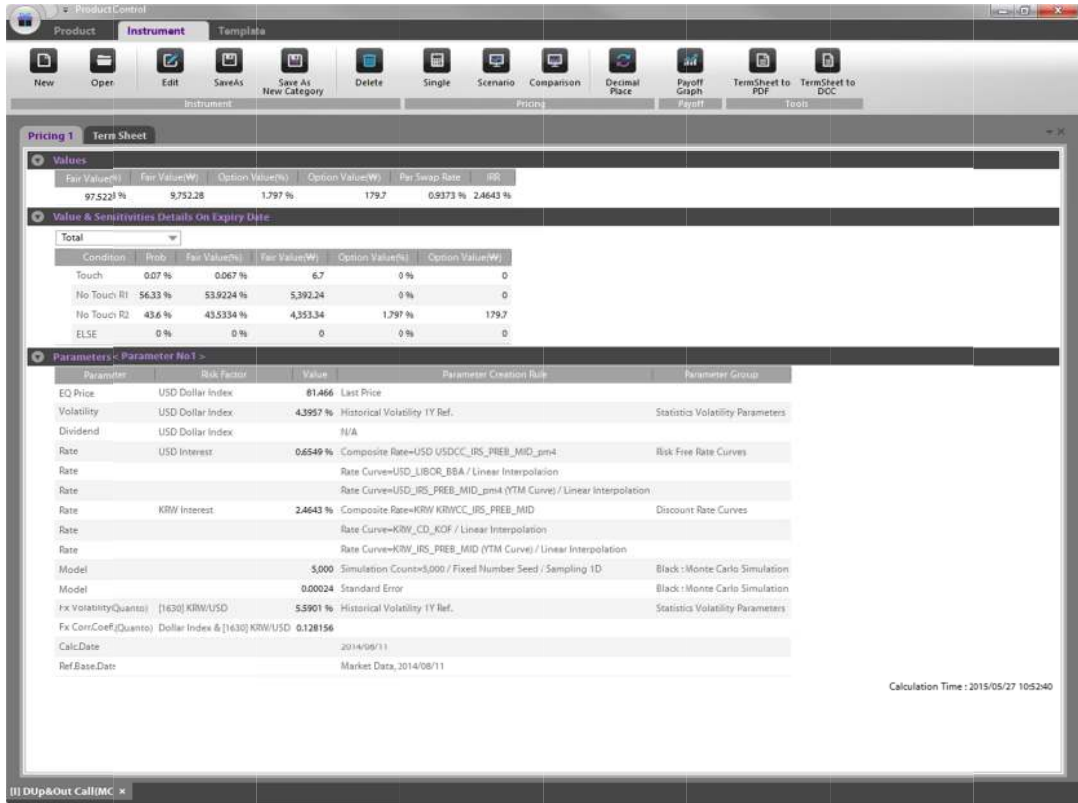 ProductControl
Product Instrument Template
New Open Edit SaveAs Save As New Category Delete Single Scenario Comparison Decimal Place Payoff Graph TermSheet to PDF TermSheet to DOC
Instrument Pricing Payoff Tools
Pricing 1 Term Sheet
Values
Fair Value(%) Fair Value(₩) Option Value(%) Option Value(₩) Par Swap Rate IRR
97.5228 % 9,752.28 1.797 % 179.7 0.9373 % 2.4643 %
Value & Sensitivities Details On Expiry Date
Total
Condition Prob Fair Value(%) Fair Value(₩) Option Value(%) Option Value(₩)
Touch 0.07 % 0.067 % 6.7 0 % 0
No Touch R1 56.33 % 53.9224 % 5,392.24 0 % 0
No Touch R2 43.6 % 43.5334 % 4,353.34 1.797 % 179.7
ELSE 0 % 0 % 0 0 % 0
Parameters < Parameter No1 >
Parameter Risk Factor Value Parameter Creation Rule Parameter Group
EQ Price USD Dollar Index 81.466 Last Price
Volatility USD Dollar Index 4.3957 % Historical Volatility 1Y Ref. Statistics Volatility Parameters
Dividend USD Dollar Index N/A
Rate USD Interest 0.6549 % Composite Rate=USD USDCC_IRS_PREB_MID_pm4 Risk Free Rate Curves
Rate Rate Curve=USD_LIBOR_BBA / Linear Interpolation
Rate Rate Curve=USD_IRS_PREB_MID_pm4 (YTM Curve) / Linear Interpolation
Rate KRW Interest 2.4643 % Composite Rate=KRW KRWCC_IRS_PREB_MID Discount Rate Curves
Rate Rate Curve=KRW_CD_KOF / Linear Interpolation
Rate Rate Curve=KRW_IRS_PREB_MID (YTM Curve) / Linear Interpolation
Model 5,000 Simulation Count=5,000 / Fixed Number Seed / Sampling 1D Black : Monte Carlo Simulation
Model 0.00024 Standard Error Black : Monte Carlo Simulation
Fx Volatility(Quanto) [1630] KRW/USD 5.5901 % Historical Volatility 1Y Ref. Statistics Volatility Parameters
Fx Corr.Coeff.(Quanto) Dollar Index & [1630] KRW/USD 0.128156
Calc.Date 2014/08/11
Ref.Base.Date Market Data, 2014/08/11
Calculation Time : 2015/05/27 10:52:40
[I] DUp&Out Call(MC ×